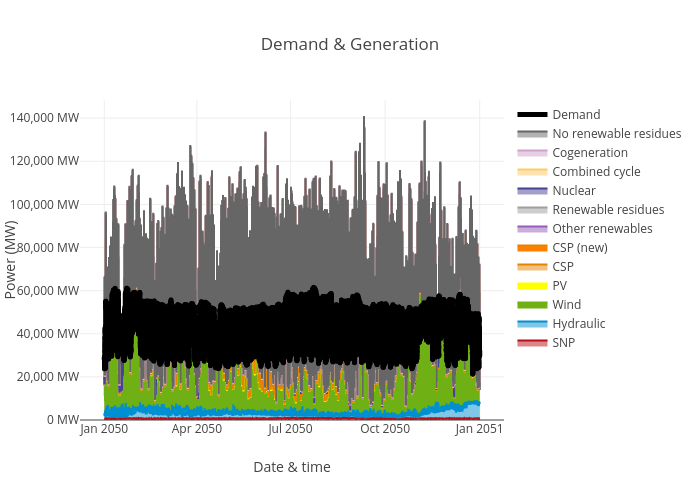 Demand & Generation
140,000 MW
120,000 MW
100,000 MW
80,000 MW
60,000 MW
40,000 MW
20,000 MW
0 MW
Power (MW)
Jan 2050
Apr 2050
Jul 2050
Oct 2050
Jan 2051
Date & time
Demand
No renewable residues
Cogeneration
Combined cycle
Nuclear
Renewable residues
Other renewables
CSP (new)
CSP
PV
Wind
Hydraulic
SNP